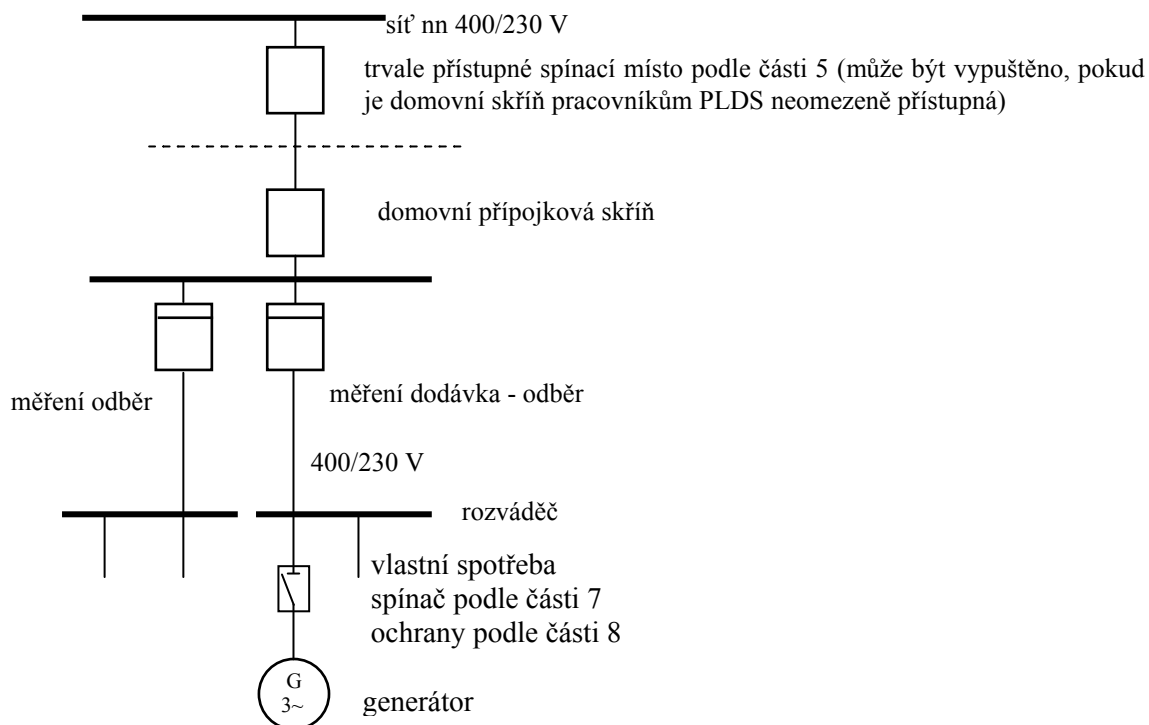 síť nn 400/230 V
trvale přístupné spínací místo podle části 5 (může být vypuštěno, pokud
je domovní skříň pracovníkům PLDS neomezeně přístupná)
domovní přípojková skříň
měření odběr
měření dodávka - odběr
400/230 V
rozváděč
vlastní spotřeba
spínač podle části 7
ochrany podle části 8
G
3~
generátor